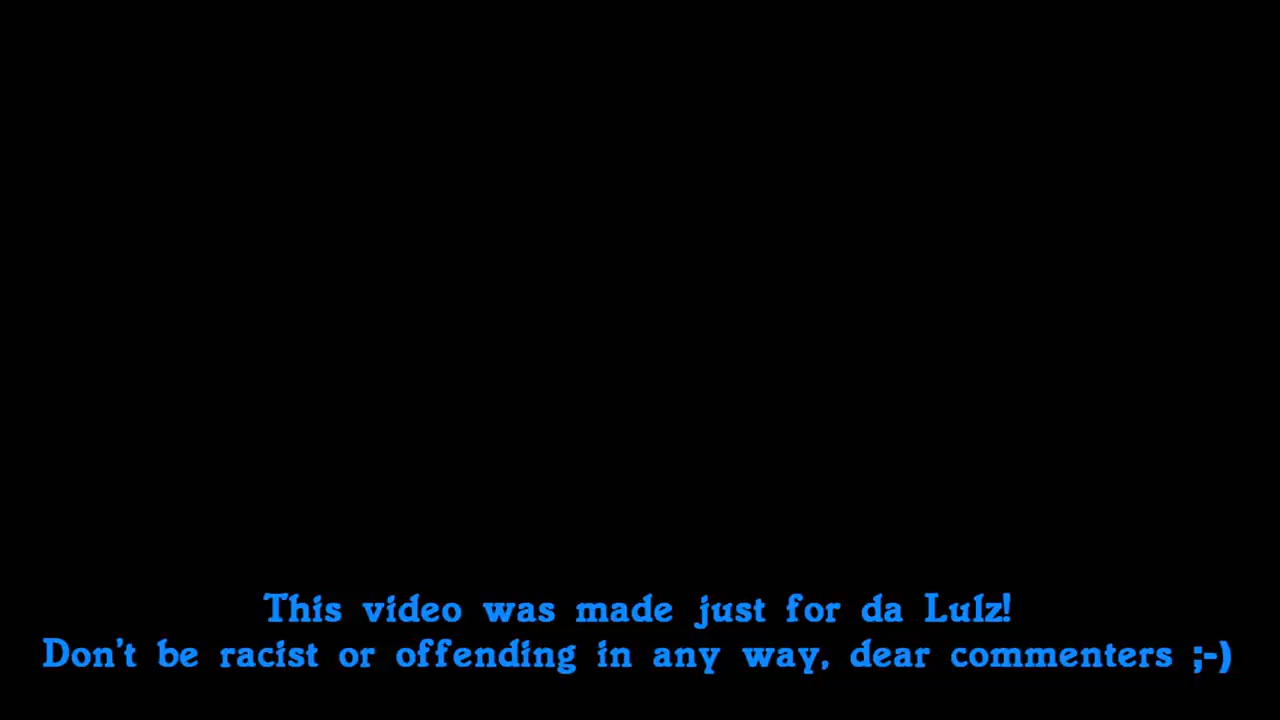 This video was made just for da Lulz!
Don't be racist or offending in any way, dear commenters ;-)